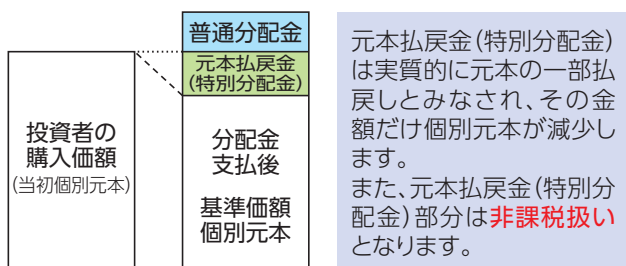 投資者の
購入価額
(当初個別元本)
普通分配金
元本払戻金
(特別分配金)
分配金
支払後
基準価額
個別元本
元本払戻金(特別分配金)
は実質的に元本の一部払
戻しとみなされ、その金
額だけ個別元本が減少し
ます。
また、元本払戻金(特別分
配金)部分は非課税扱い
となります。